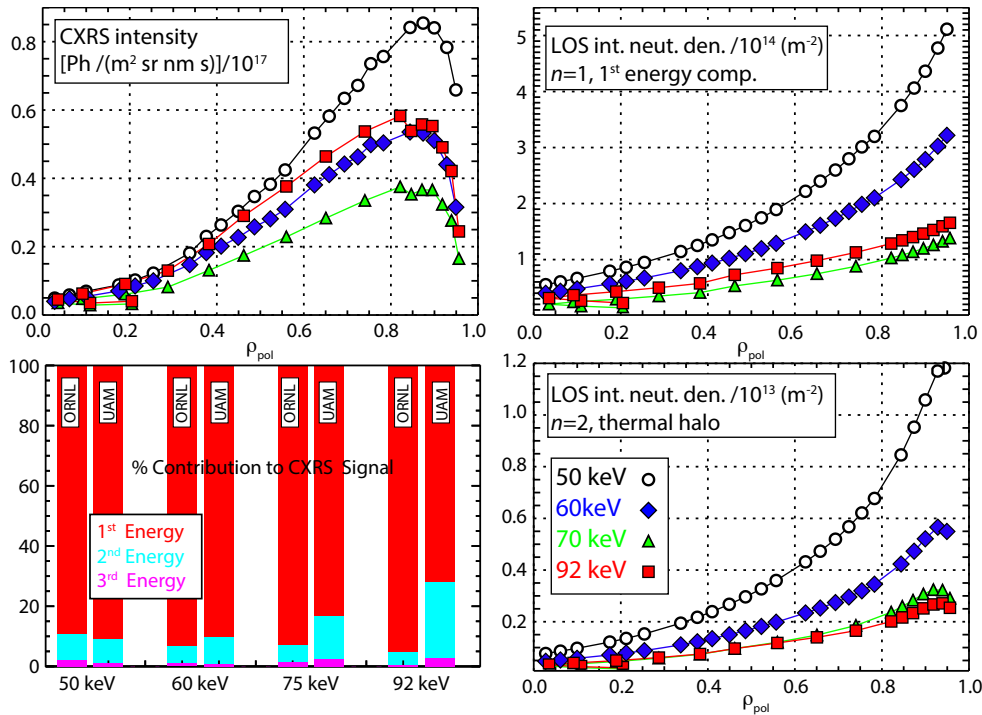 CXRS intensity
[Ph /(m² sr nm s)]/10¹⁷
0.8
0.6
0.4
0.2
0.0
0.0 0.2 0.4 0.6 0.8 1.0
ρpol
LOS int. neut. den. /10¹⁴ (m⁻²)
n=1, 1ˢᵗ energy comp.
5
4
3
2
1
0.0 0.2 0.4 0.6 0.8 1.0
ρpol
100
80
60
40
20
0
ORNL UAM ORNL UAM ORNL UAM ORNL UAM
% Contribution to CXRS Signal
1ˢᵗ Energy
2ⁿᵈ Energy
3ʳᵈ Energy
50 keV 60 keV 75 keV 92 keV
LOS int. neut. den. /10¹³ (m⁻²)
n=2, thermal halo
50 keV
60keV
70 keV
92 keV
1.2
1.0
0.8
0.6
0.4
0.2
0.0 0.2 0.4 0.6 0.8 1.0
ρpol